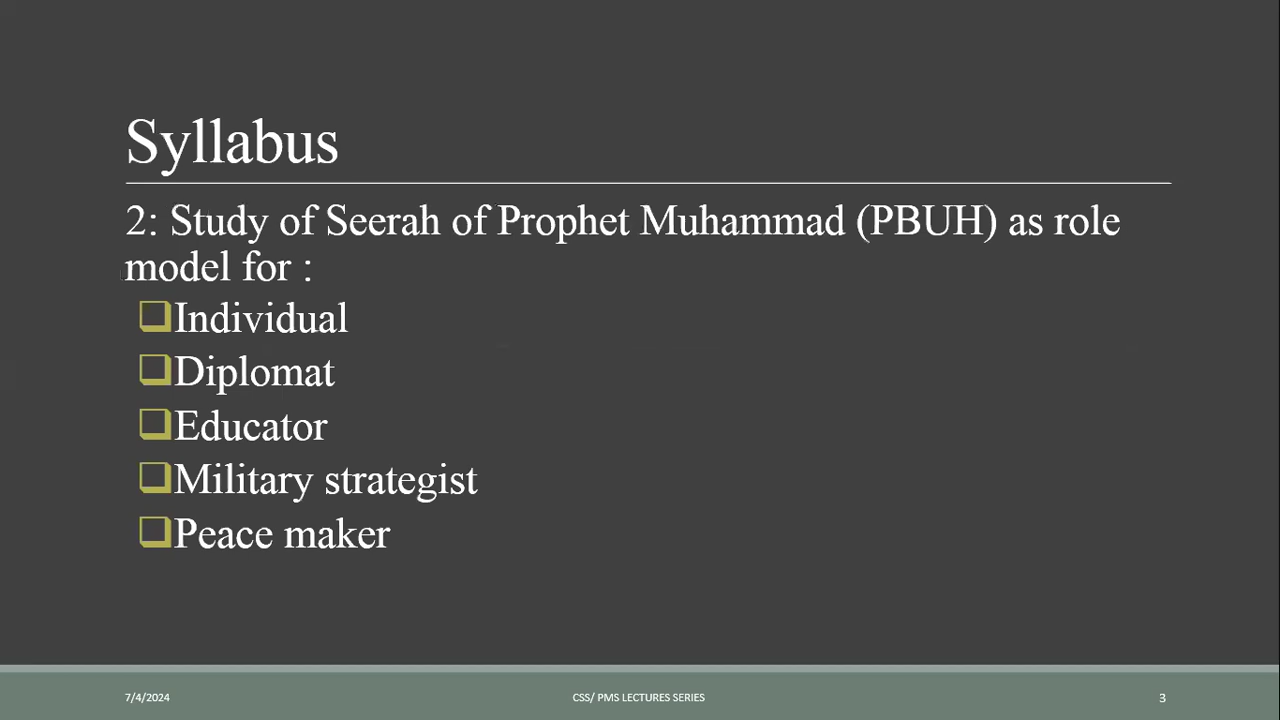 Syllabus
2: Study of Seerah of Prophet Muhammad (PBUH) as role
model for :
Individual
Diplomat
Educator
Military strategist
Peace maker
7/4/2024
CSS/ PMS LECTURES SERIES
3